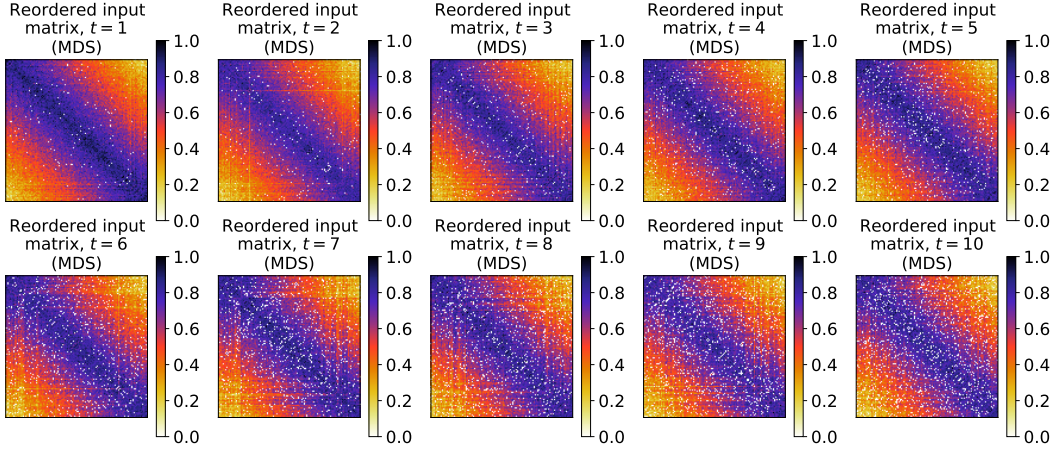 Reordered input
matrix, t = 1
(MDS)
1.0
0.8
0.6
0.4
0.2
0.0
Reordered input
matrix, t = 2
(MDS)
1.0
0.8
0.6
0.4
0.2
0.0
Reordered input
matrix, t = 3
(MDS)
1.0
0.8
0.6
0.4
0.2
0.0
Reordered input
matrix, t = 4
(MDS)
1.0
0.8
0.6
0.4
0.2
0.0
Reordered input
matrix, t = 5
(MDS)
1.0
0.8
0.6
0.4
0.2
0.0
Reordered input
matrix, t = 6
(MDS)
1.0
0.8
0.6
0.4
0.2
0.0
Reordered input
matrix, t = 7
(MDS)
1.0
0.8
0.6
0.4
0.2
0.0
Reordered input
matrix, t = 8
(MDS)
1.0
0.8
0.6
0.4
0.2
0.0
Reordered input
matrix, t = 9
(MDS)
1.0
0.8
0.6
0.4
0.2
0.0
Reordered input
matrix, t = 10
(MDS)
1.0
0.8
0.6
0.4
0.2
0.0